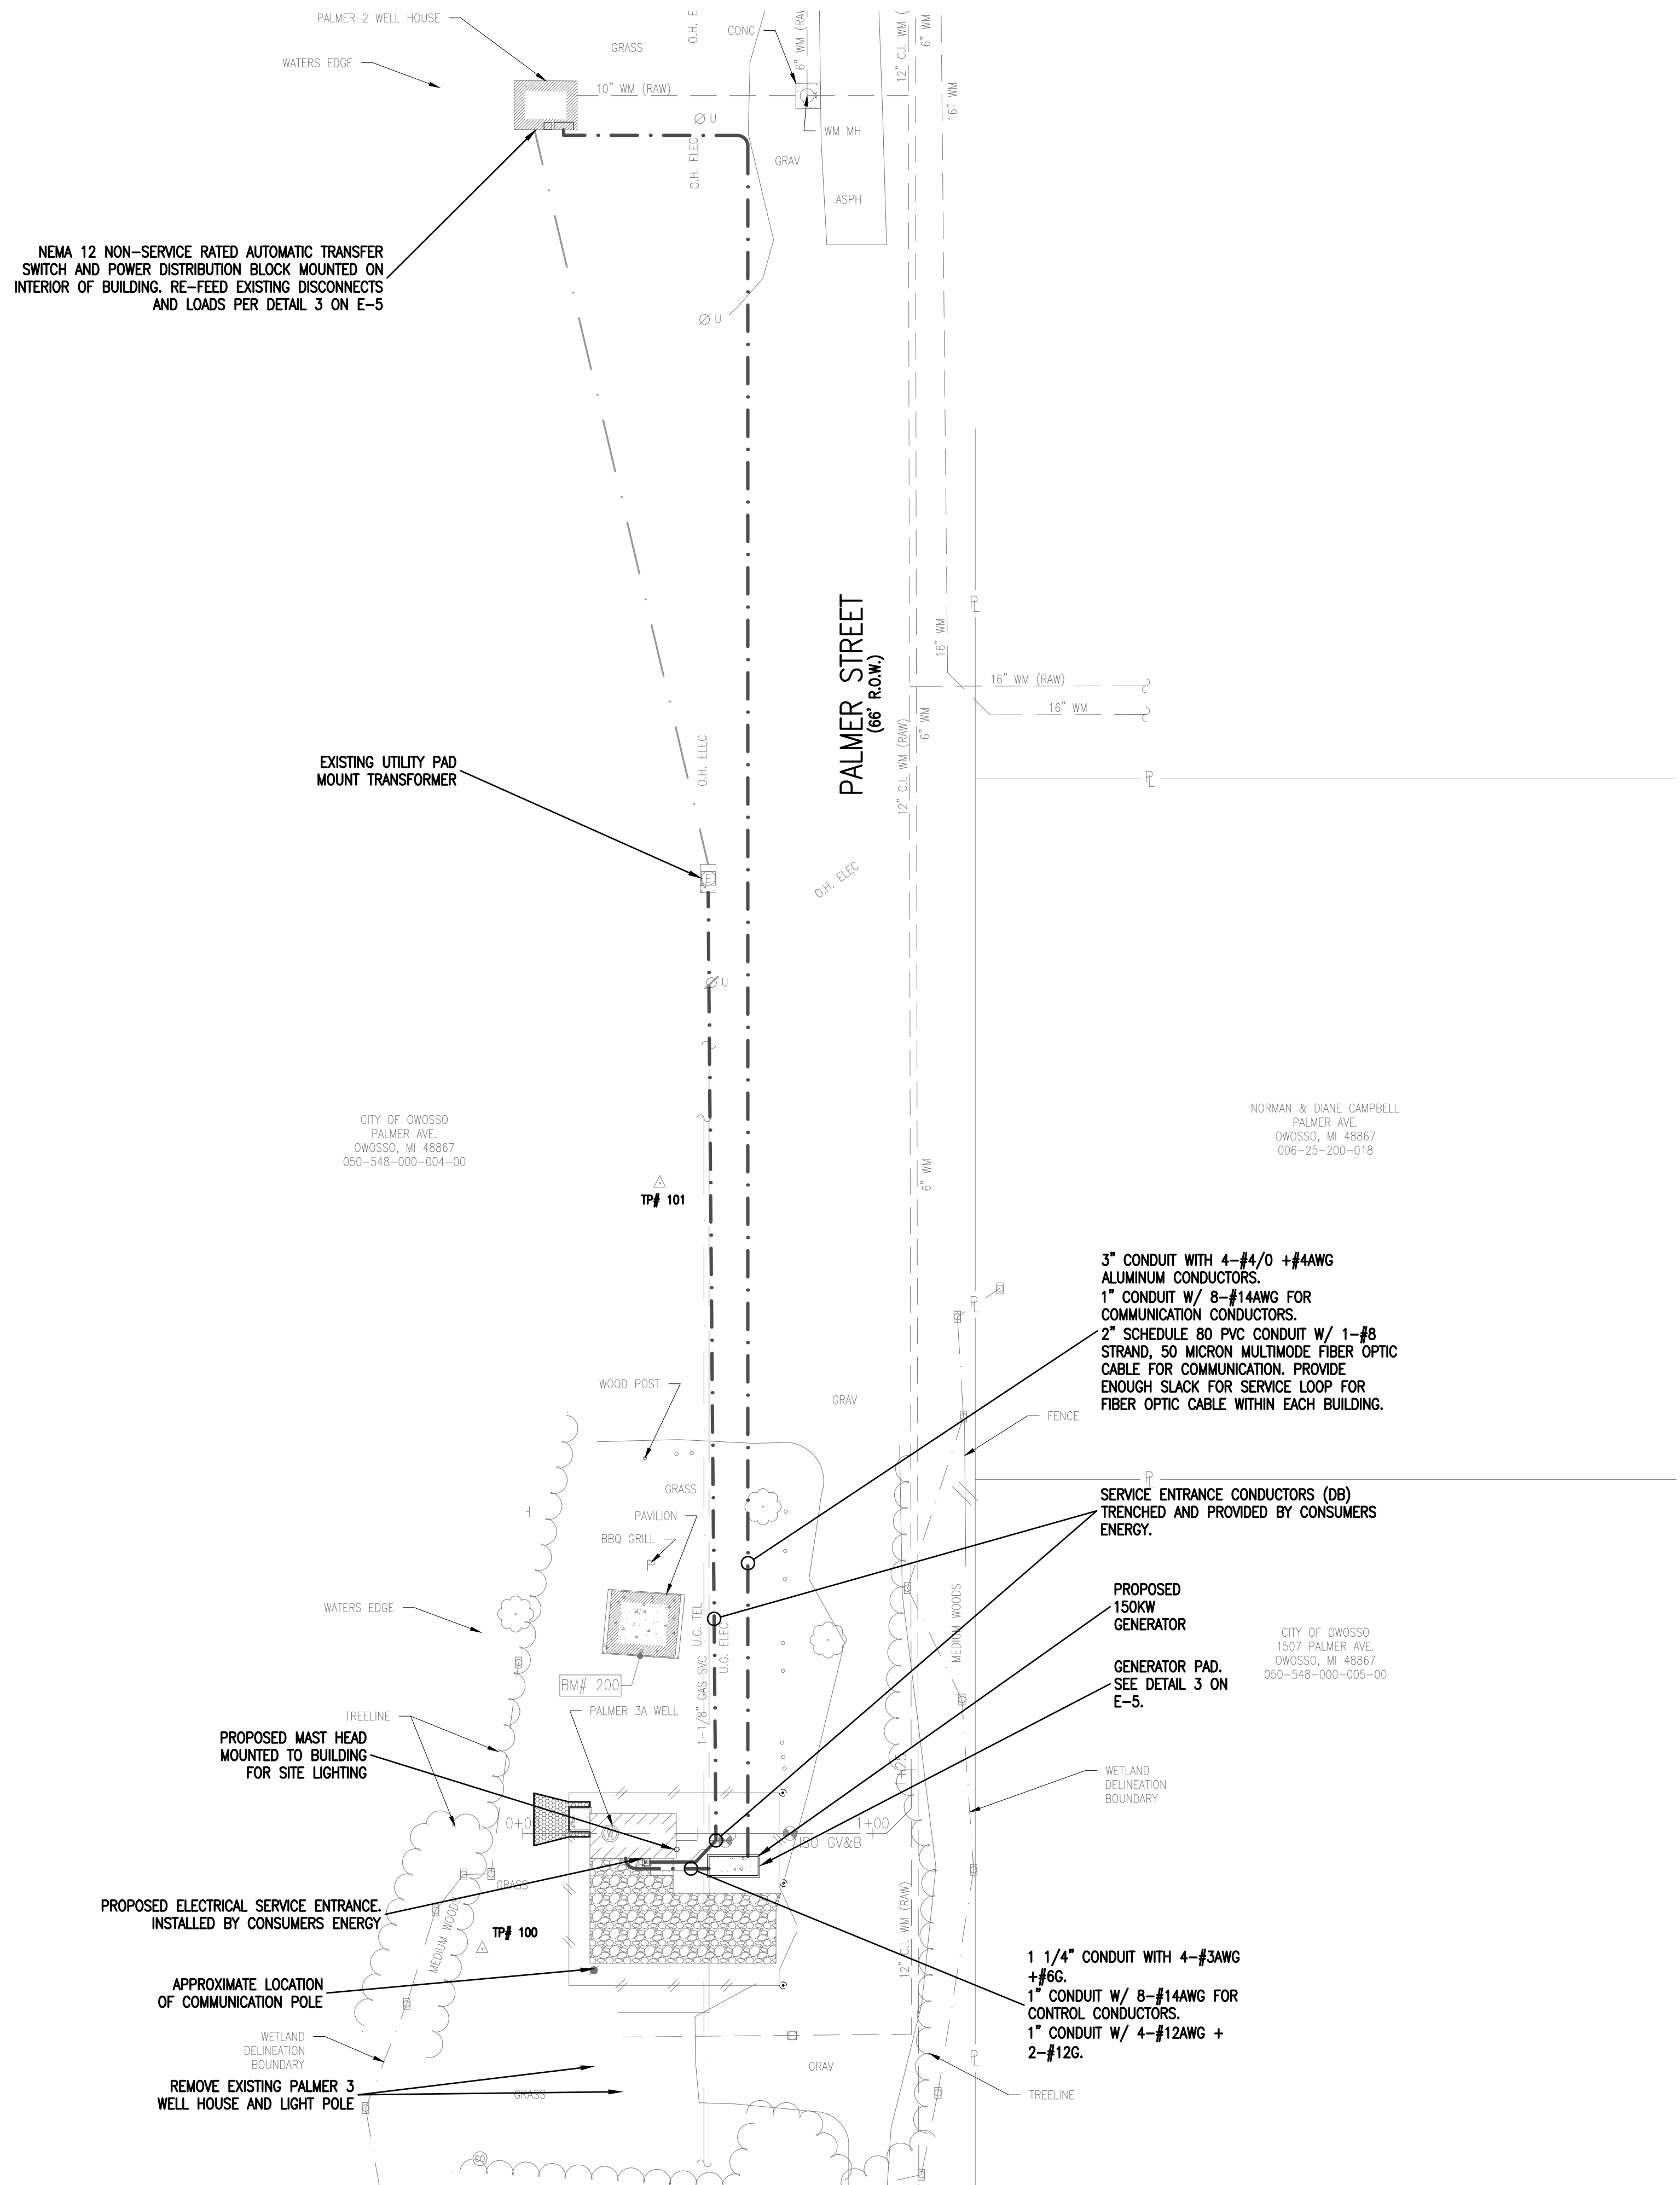 PALMER 2 WELL HOUSE
WATERS EDGE
GRASS
O.H. E
CONC
6" WM (RAW
12" C.I. WM (
6" WM
16" WM
10" WM (RAW)
WM MH
U
O.H. ELEC
GRAV
ASPH
NEMA 12 NON-SERVICE RATED AUTOMATIC TRANSFER
SWITCH AND POWER DISTRIBUTION BLOCK MOUNTED ON
INTERIOR OF BUILDING. RE-FEED EXISTING DISCONNECTS
AND LOADS PER DETAIL 3 ON E-5
U
PALMER STREET
(66' R.O.W.)
PL
16" WM
16" WM (RAW)
16" WM
6" WM
12" C.I. WM (RAW)
O.H. ELEC
PL
EXISTING UTILITY PAD
MOUNT TRANSFORMER
E
O.H. ELEC
U
CITY OF OWOSSO
PALMER AVE.
OWOSSO, MI 48867
050-548-000-004-00
NORMAN & DIANE CAMPBELL
PALMER AVE.
OWOSSO, MI 48867
006-25-200-018
TP# 101
6" WM
3" CONDUIT WITH 4-#4/0 +#4AWG
ALUMINUM CONDUCTORS.
1" CONDUIT W/ 8-#14AWG FOR
COMMUNICATION CONDUCTORS.
2" SCHEDULE 80 PVC CONDUIT W/ 1-#8
STRAND, 50 MICRON MULTIMODE FIBER OPTIC
CABLE FOR COMMUNICATION. PROVIDE
ENOUGH SLACK FOR SERVICE LOOP FOR
FIBER OPTIC CABLE WITHIN EACH BUILDING.
PL
WOOD POST
GRAV
FENCE
GRASS
PL
SERVICE ENTRANCE CONDUCTORS (DB)
TRENCHED AND PROVIDED BY CONSUMERS
ENERGY.
PAVILION
BBQ GRILL
PROPOSED
150KW
GENERATOR
WATERS EDGE
MEDIUM WOODS
U.G. TEL
U.G. ELEC
1-1/8" GAS SVC
CITY OF OWOSSO
1507 PALMER AVE.
OWOSSO, MI 48867
050-548-000-005-00
GENERATOR PAD.
SEE DETAIL 3 ON
E-5.
BM# 200
PALMER 3A WELL
TREELINE
PROPOSED MAST HEAD
MOUNTED TO BUILDING
FOR SITE LIGHTING
WETLAND
DELINEATION
BOUNDARY
1+25
0+0
W
1+00
ISO GV&B
M
GRASS
PROPOSED ELECTRICAL SERVICE ENTRANCE.
INSTALLED BY CONSUMERS ENERGY
MEDIUM WOODS
TP# 100
12" C.I. WM (RAW)
APPROXIMATE LOCATION
OF COMMUNICATION POLE
1 1/4" CONDUIT WITH 4-#3AWG
+#6G.
1" CONDUIT W/ 8-#14AWG FOR
CONTROL CONDUCTORS.
1" CONDUIT W/ 4-#12AWG +
2-#12G.
WETLAND
DELINEATION
BOUNDARY
PL
GRAV
REMOVE EXISTING PALMER 3
WELL HOUSE AND LIGHT POLE
GRASS
TREELINE
CO